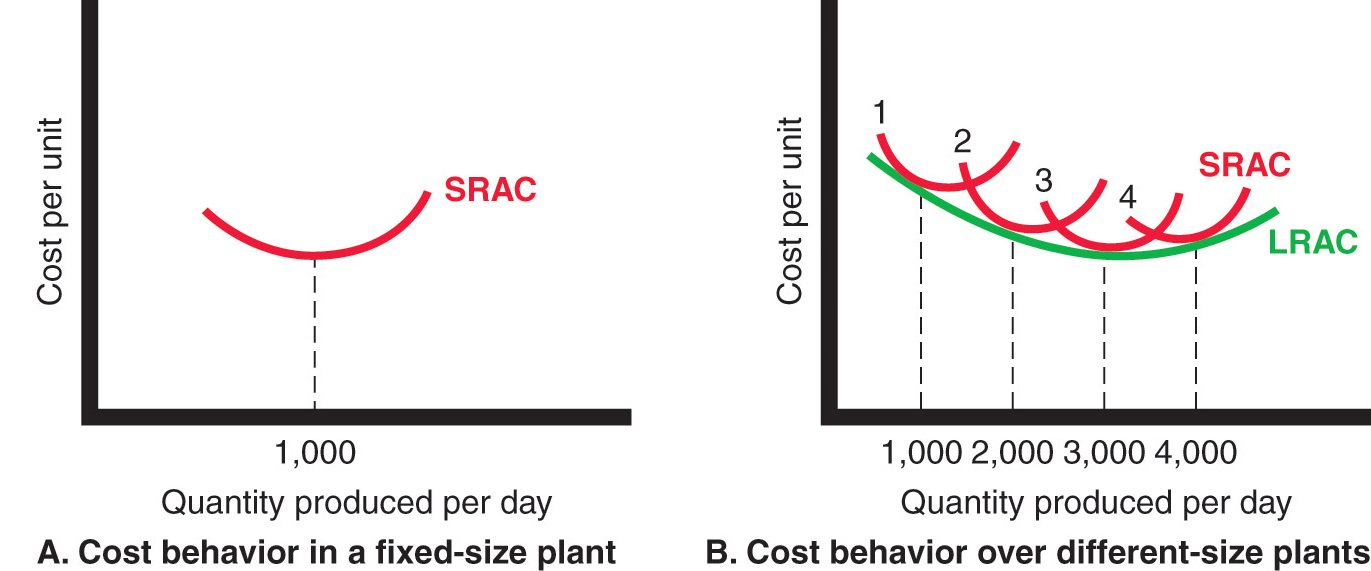 Cost per unit
SRAC
1,000
Quantity produced per day
A. Cost behavior in a fixed-size plant
Cost per unit
1
2
3
4
SRAC
LRAC
1,000 2,000 3,000 4,000
Quantity produced per day
B. Cost behavior over different-size plants